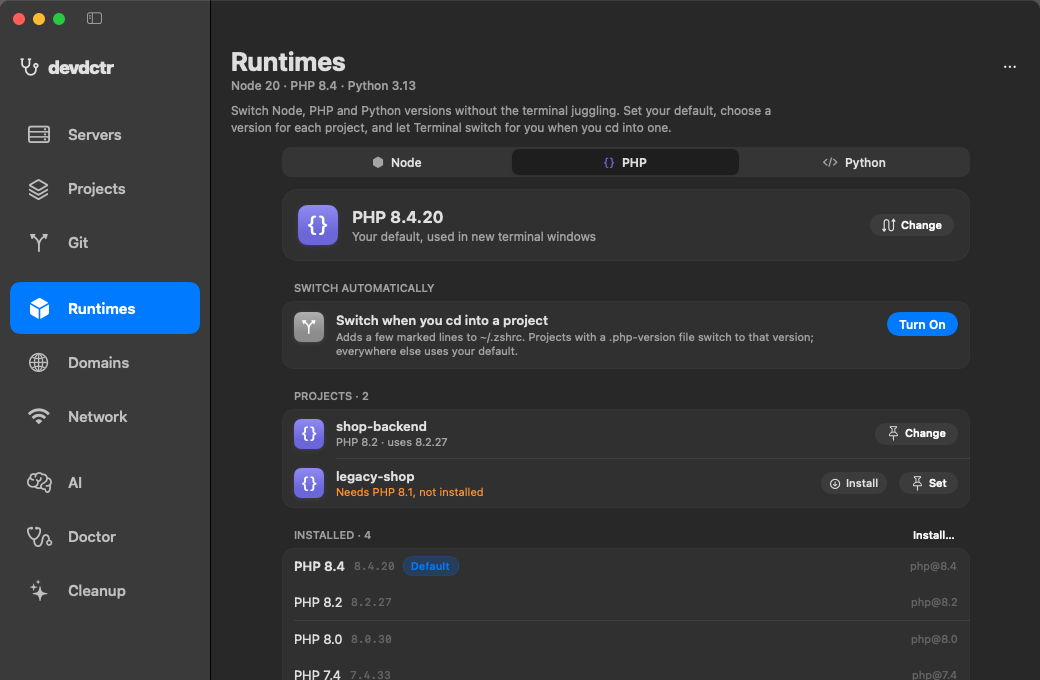 devdctr
Servers
Projects
Git
Runtimes
Domains
Network
AI
Doctor
Cleanup
Runtimes
Node 20 · PHP 8.4 · Python 3.13
Switch Node, PHP and Python versions without the terminal juggling. Set your default, choose a
version for each project, and let Terminal switch for you when you cd into one.
Node
{} PHP
</> Python
{} PHP 8.4.20
Your default, used in new terminal windows
Change
SWITCH AUTOMATICALLY
Switch when you cd into a project
Adds a few marked lines to ~/.zshrc. Projects with a .php-version file switch to that version;
everywhere else uses your default.
Turn On
PROJECTS · 2
{} shop-backend
PHP 8.2 · uses 8.2.27
Change
{} legacy-shop
Needs PHP 8.1, not installed
Install
Set
INSTALLED · 4
Install...
PHP 8.4 8.4.20 Default php@8.4
PHP 8.2 8.2.27 php@8.2
PHP 8.0 8.0.30 php@8.0
PHP 7.4 7.4.33 php@7.4